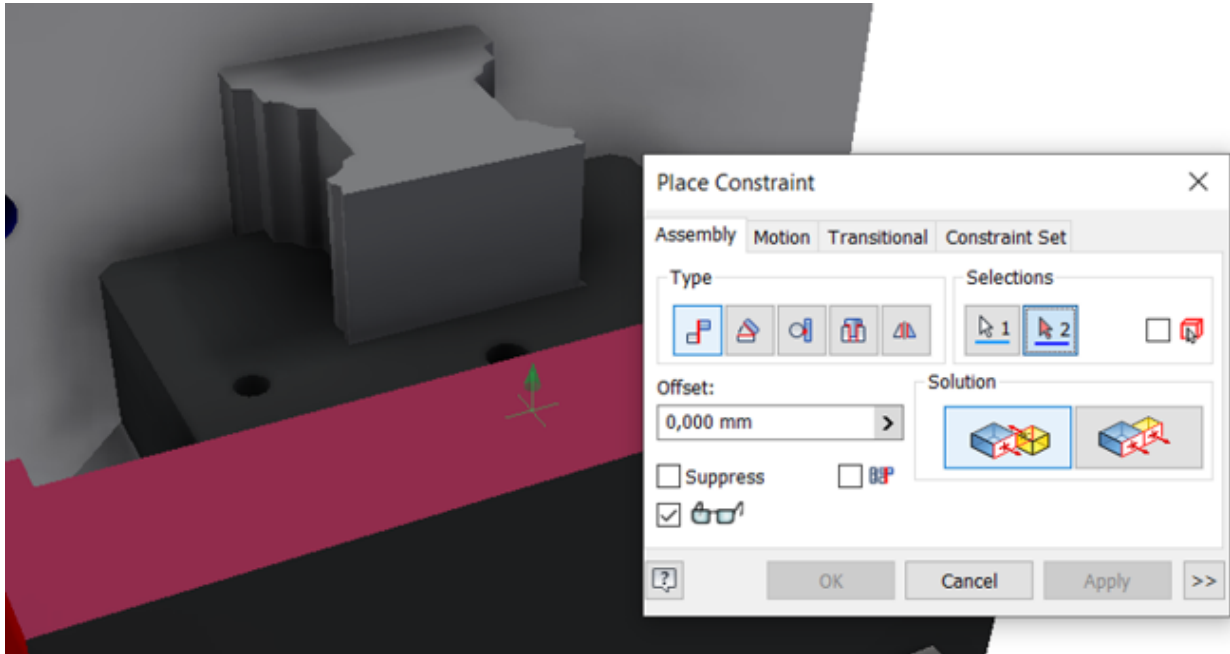 Place Constraint
Assembly Motion Transitional Constraint Set
Type
Selections
1 2
Offset:
Solution
0,000 mm >
Suppress
? OK Cancel Apply >>